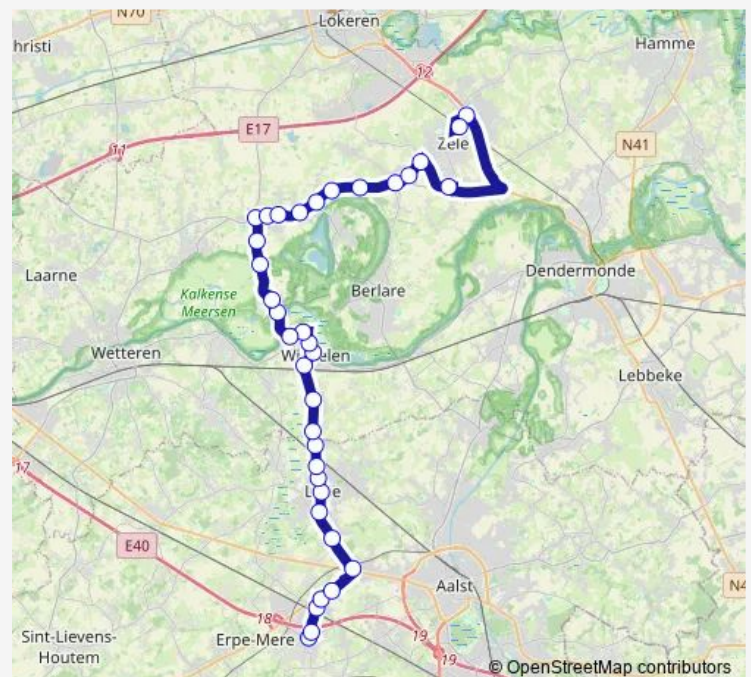 N70
Lokeren
hristi
Hamme
12
E17
N41
11
Zele
Laarne
Dendermonde
Kalkense
Meersen
Berlare
Wetteren
Lebbeke
17
E40
Aalst
18
Sint-Lievens-
Houtem
Erpe-Mere
19
19
© OpenStreetMap contributors